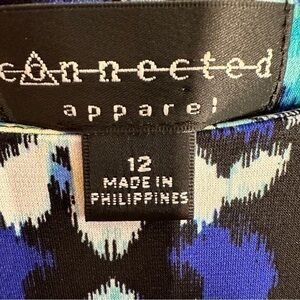 connected
apparel
12
MADE IN
PHILIPPINES